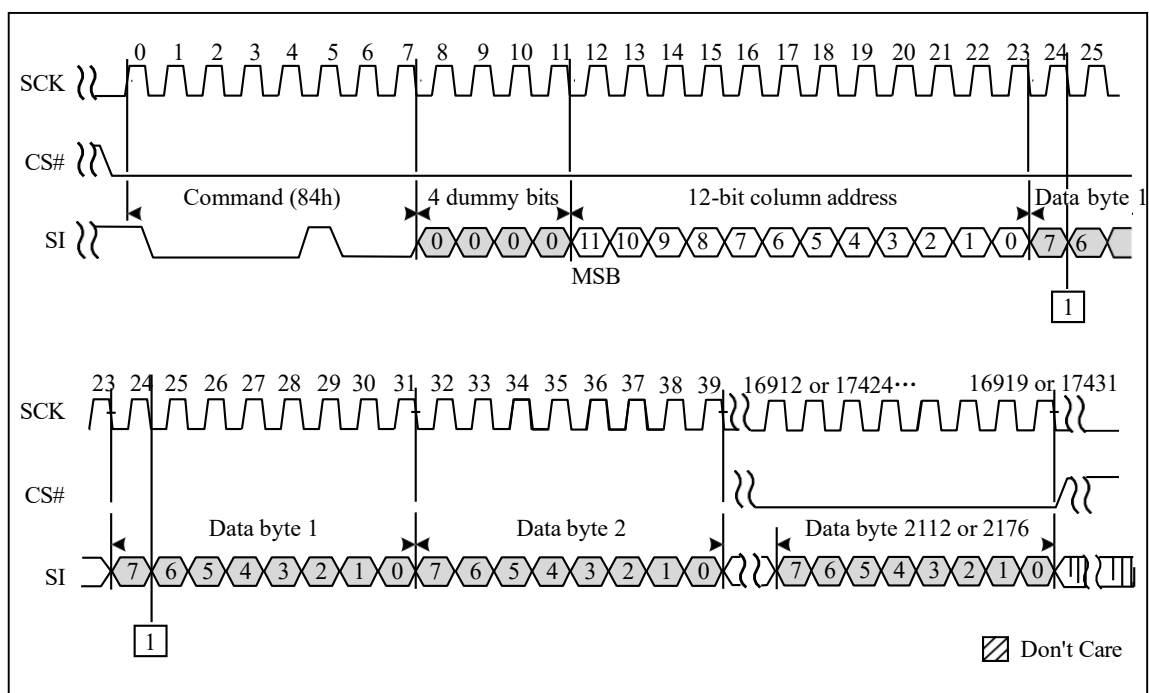 0 1 2 3 4 5 6 7 8 9 10 11 12 13 14 15 16 17 18 19 20 21 22 23 24 25
SCK
CS#
Command (84h) 4 dummy bits 12-bit column address Data byte 1
SI 0 0 0 0 11 10 9 8 7 6 5 4 3 2 1 0 7 6
MSB
1
23 24 25 26 27 28 29 30 31 32 33 34 35 36 37 38 39 16912 or 17424··· 16919 or 17431
SCK
CS#
Data byte 1 Data byte 2 Data byte 2112 or 2176
SI 7 6 5 4 3 2 1 0 7 6 5 4 3 2 1 0 7 6 5 4 3 2 1 0
1
Don't Care